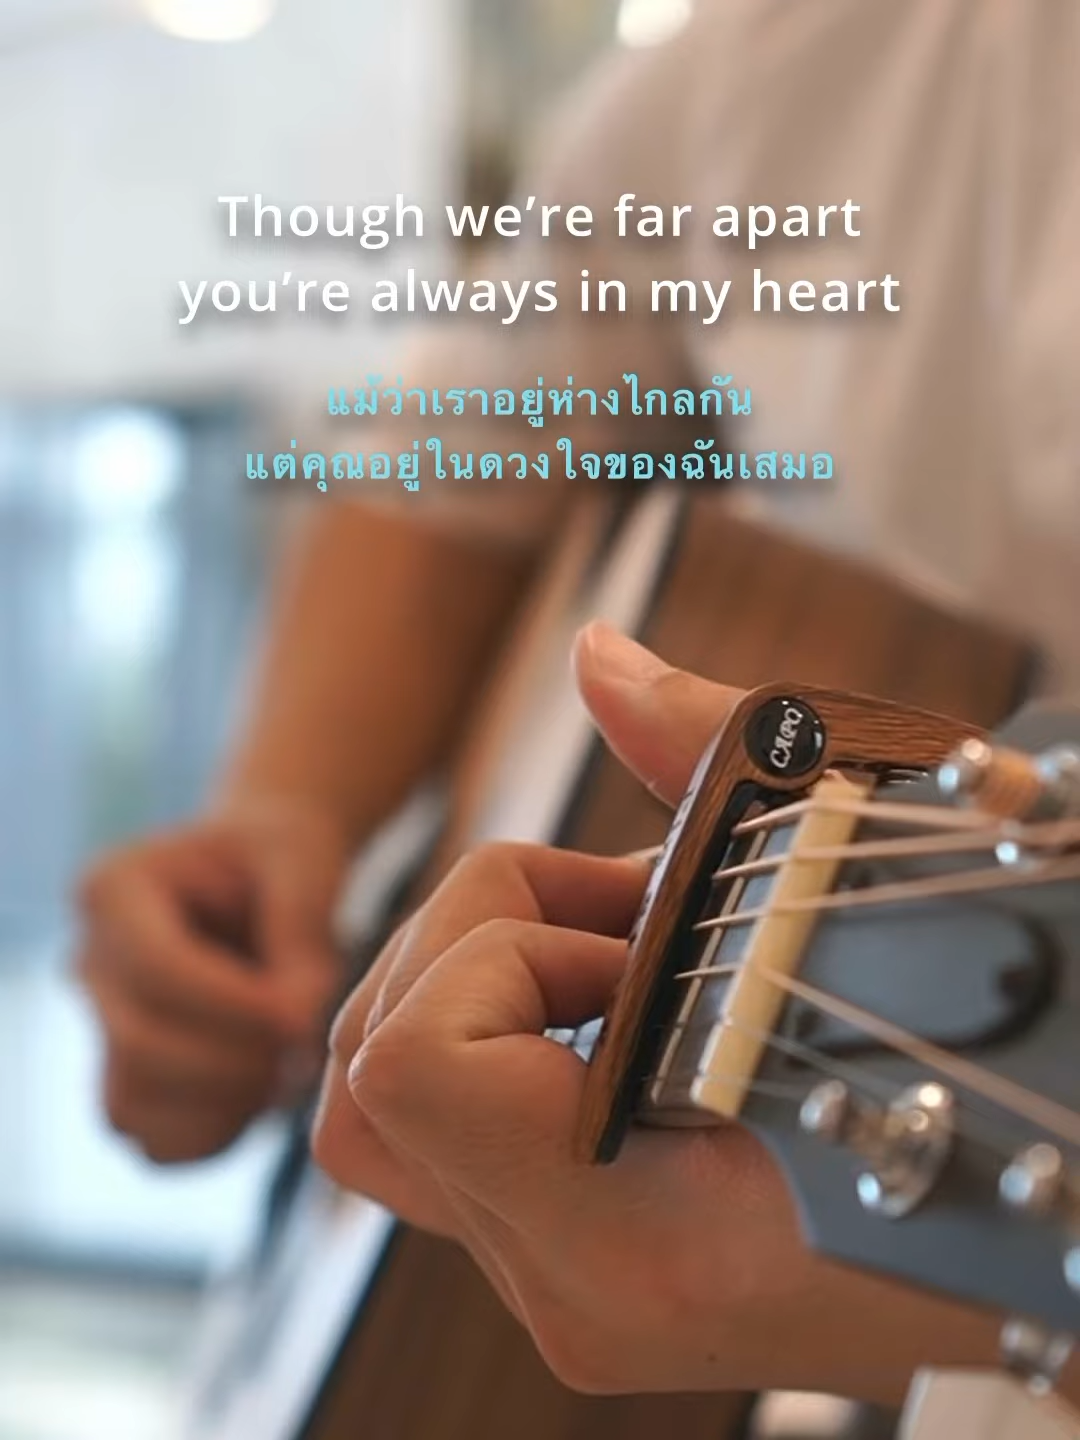 Though we’re far apart
you’re always in my heart
แม้ว่าเราอยู่ห่างไกลกัน
แต่คุณอยู่ในดวงใจของฉันเสมอ
CAPO